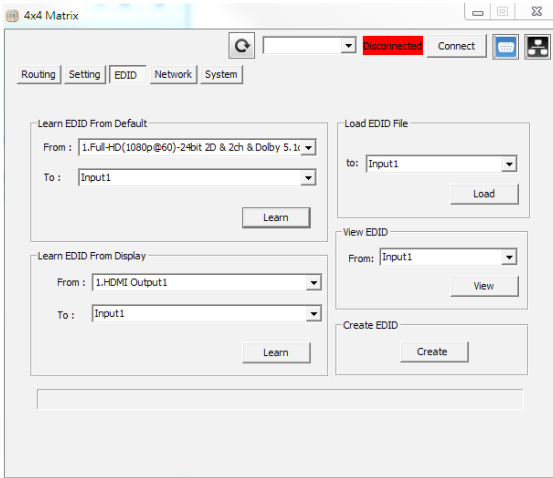 4x4 Matrix
Disconnected
Connect
Routing
Setting
EDID
Network
System
Learn EDID From Default
From : 1.Full-HD(1080p@60)-24bit 2D & 2ch & Dolby 5.1c
To : Input1
Learn
Learn EDID From Display
From : 1.HDMI Output1
To : Input1
Learn
Load EDID File
to: Input1
Load
View EDID
From: Input1
View
Create EDID
Create